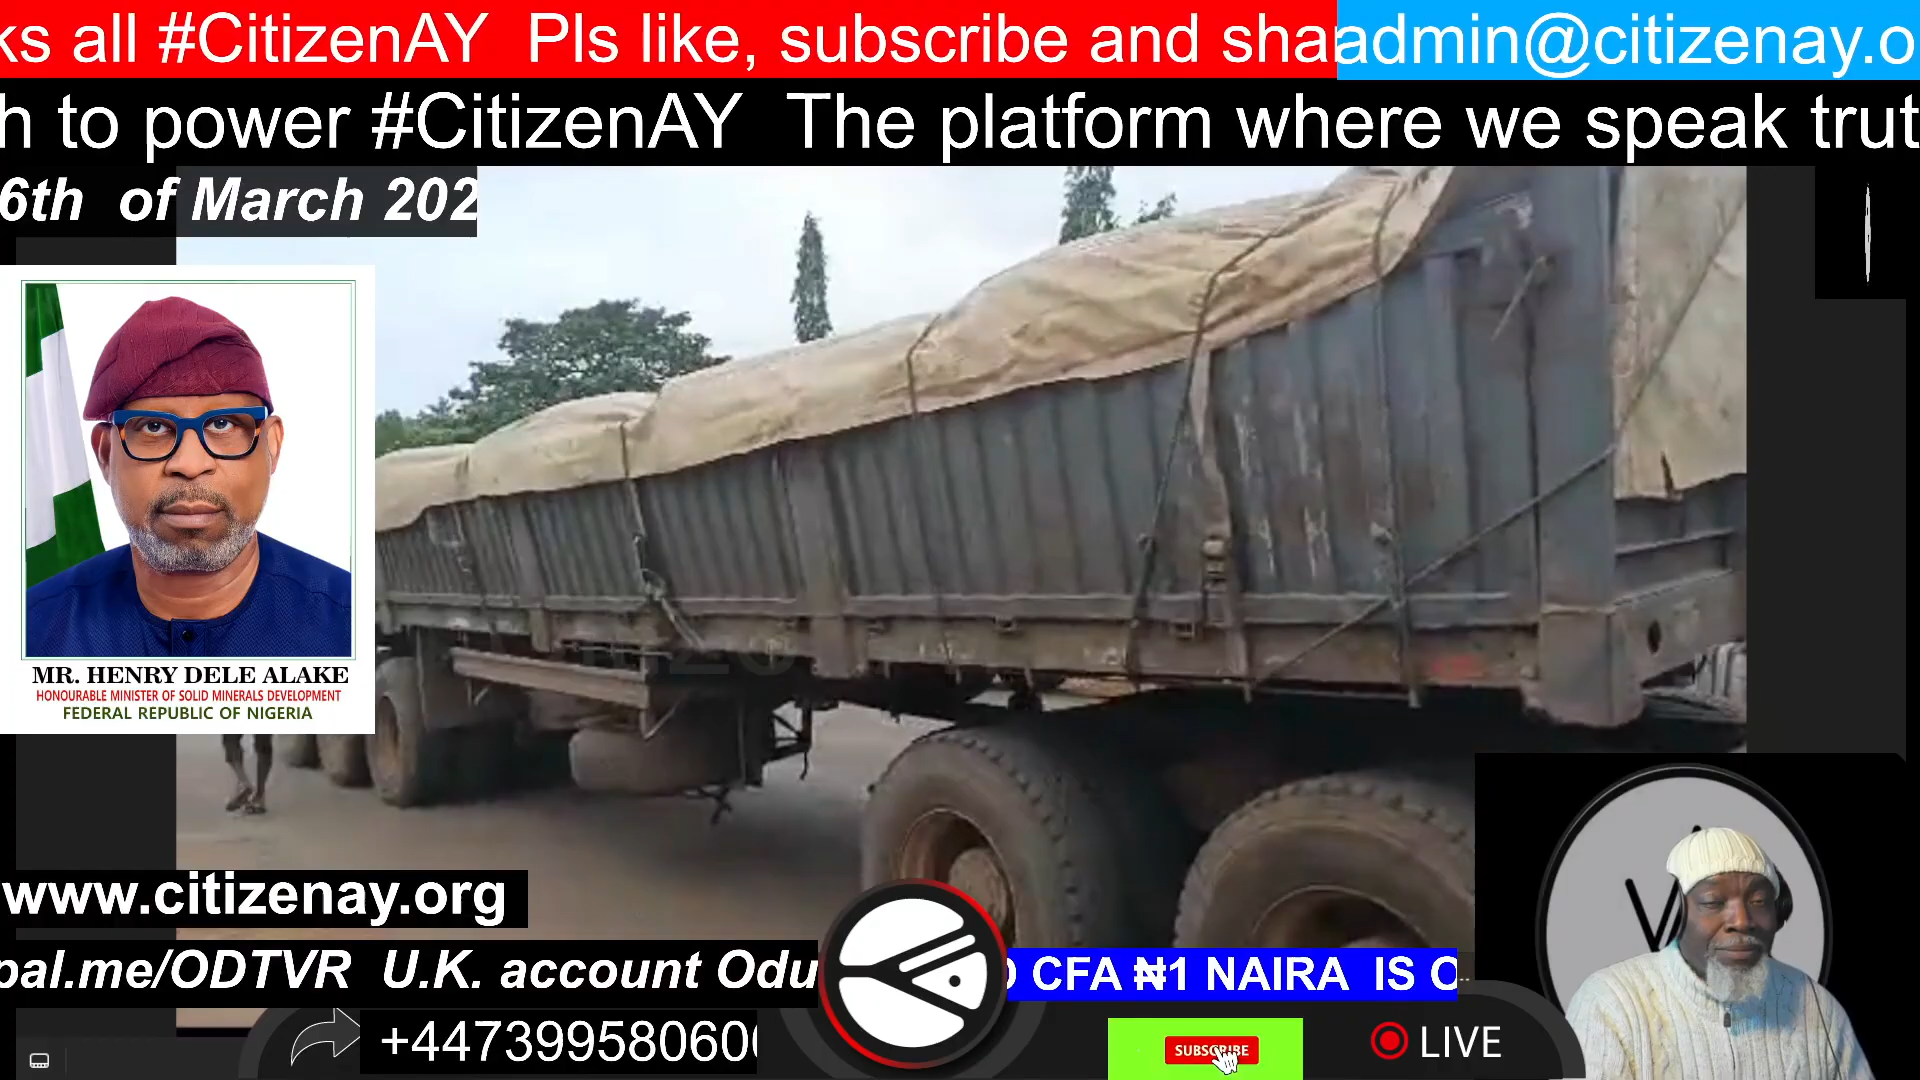 ks all #CitizenAY  Pls like, subscribe and sha
admin@citizenay.o
h to power #CitizenAY  The platform where we speak trut
6th  of March 202
MR. HENRY DELE ALAKE
HONOURABLE MINISTER OF SOLID MINERALS DEVELOPMENT
FEDERAL REPUBLIC OF NIGERIA
www.citizenay.org
pal.me/ODTVR  U.K. account Odu
CFA ₦1 NAIRA  IS
+44739958060
SUBSCRIBE
LIVE